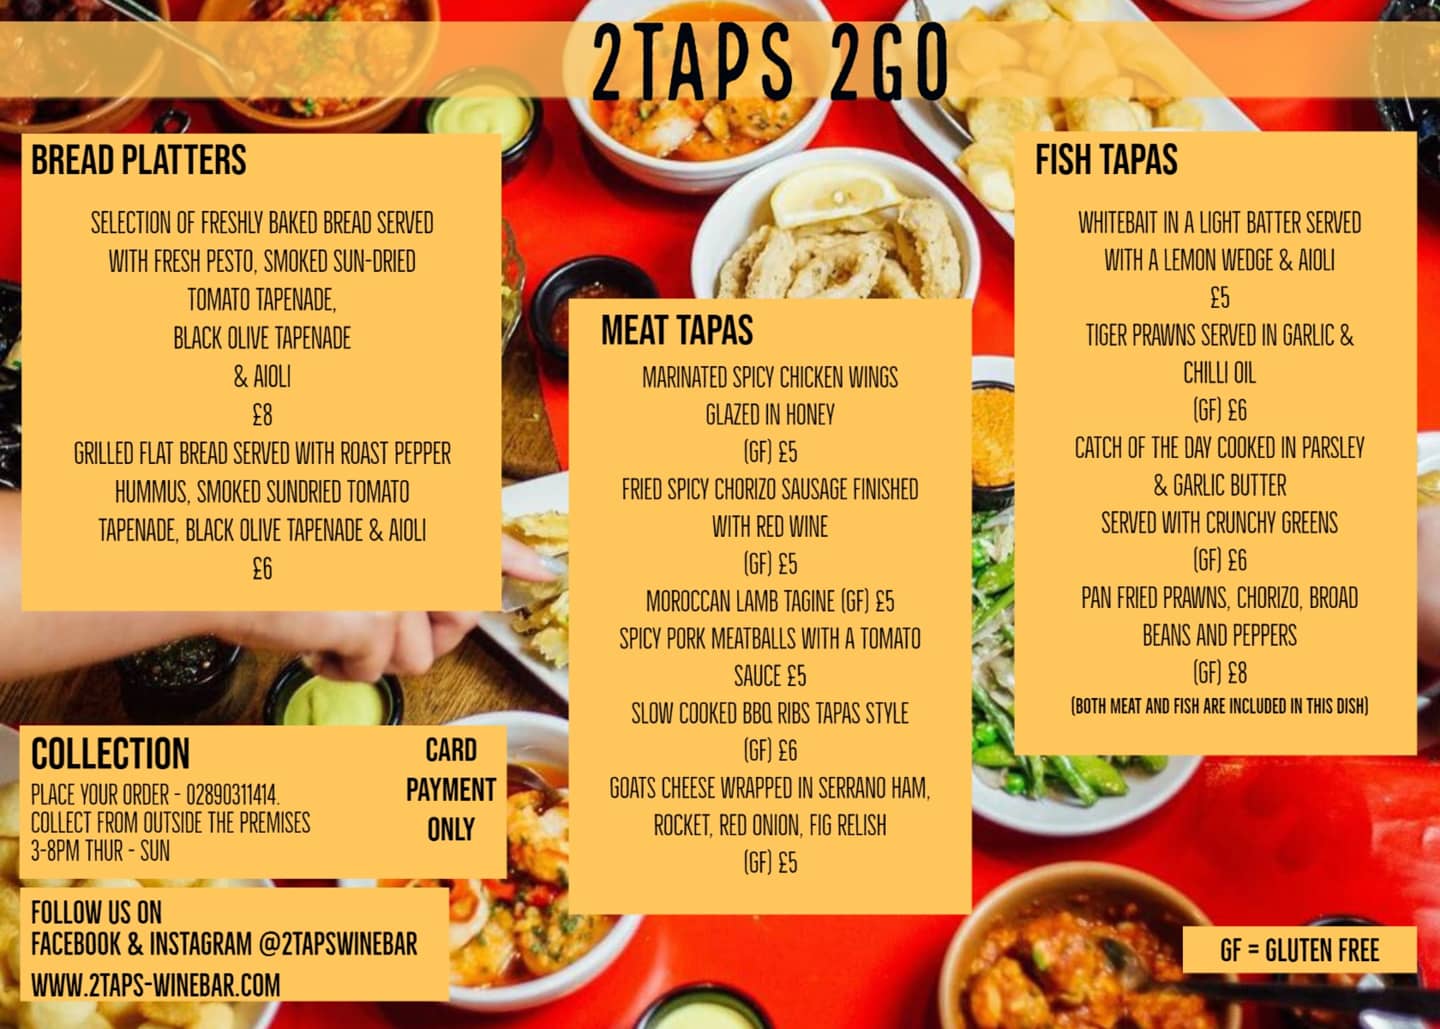 2TAPS 2GO
BREAD PLATTERS
SELECTION OF FRESHLY BAKED BREAD SERVED
WITH FRESH PESTO, SMOKED SUN-DRIED
TOMATO TAPENADE,
BLACK OLIVE TAPENADE
& AIOLI
£8
GRILLED FLAT BREAD SERVED WITH ROAST PEPPER
HUMMUS, SMOKED SUNDRIED TOMATO
TAPENADE, BLACK OLIVE TAPENADE & AIOLI
£6
COLLECTION
PLACE YOUR ORDER - 02890311414.
COLLECT FROM OUTSIDE THE PREMISES
3-8PM THUR - SUN
CARD
PAYMENT
ONLY
FOLLOW US ON
FACEBOOK & INSTAGRAM @2TAPSWINEBAR
WWW.2TAPS-WINEBAR.COM
MEAT TAPAS
MARINATED SPICY CHICKEN WINGS
GLAZED IN HONEY
(GF) £5
FRIED SPICY CHORIZO SAUSAGE FINISHED
WITH RED WINE
(GF) £5
MOROCCAN LAMB TAGINE (GF) £5
SPICY PORK MEATBALLS WITH A TOMATO
SAUCE £5
SLOW COOKED BBQ RIBS TAPAS STYLE
(GF) £6
GOATS CHEESE WRAPPED IN SERRANO HAM,
ROCKET, RED ONION, FIG RELISH
(GF) £5
FISH TAPAS
WHITEBAIT IN A LIGHT BATTER SERVED
WITH A LEMON WEDGE & AIOLI
£5
TIGER PRAWNS SERVED IN GARLIC &
CHILLI OIL
(GF) £6
CATCH OF THE DAY COOKED IN PARSLEY
& GARLIC BUTTER
SERVED WITH CRUNCHY GREENS
(GF) £6
PAN FRIED PRAWNS, CHORIZO, BROAD
BEANS AND PEPPERS
(GF) £8
(BOTH MEAT AND FISH ARE INCLUDED IN THIS DISH)
GF = GLUTEN FREE